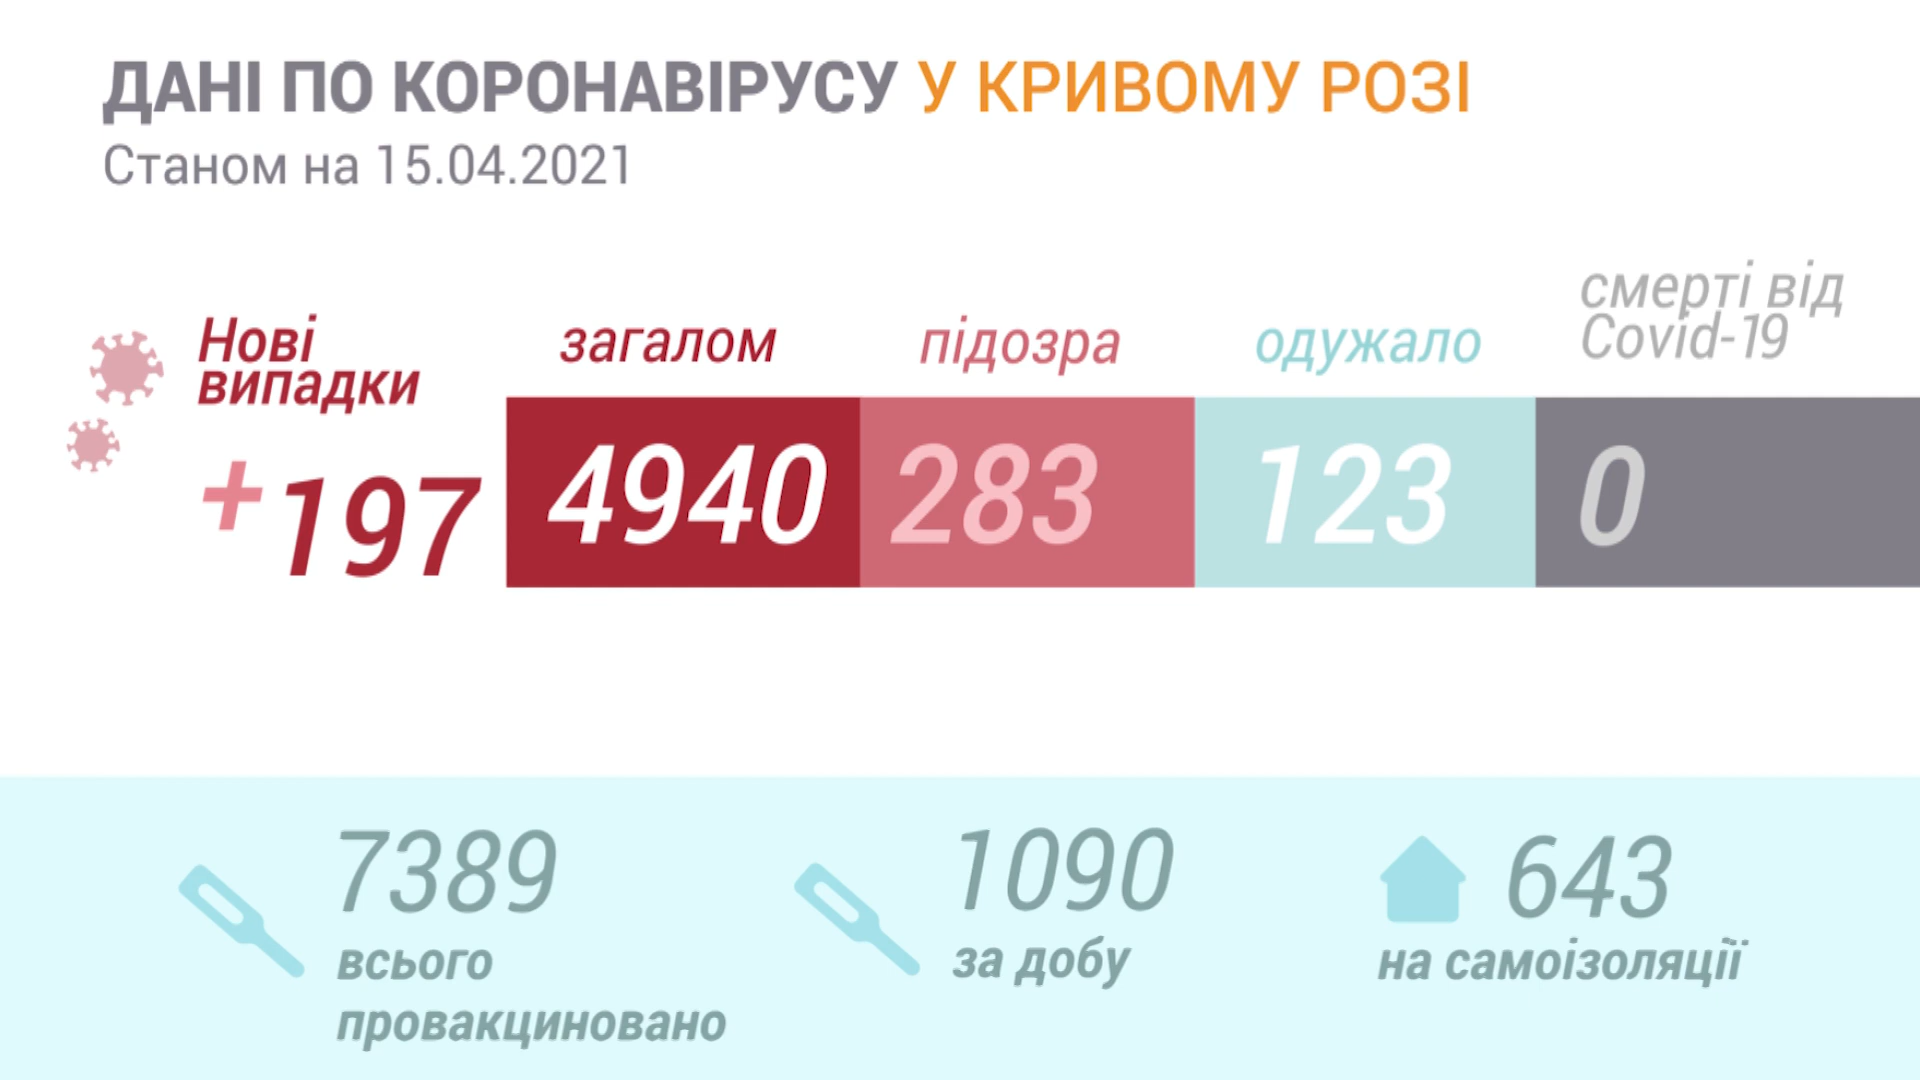 ДАНІ ПО КОРОНАВІРУСУ У КРИВОМУ РОЗІ
Станом на 15.04.2021
Нові
випадки
+197
загалом
4940
підозра
283
одужало
123
смерті від
Covid-19
0
7389
всього
провакциновано
1090
за добу
643
на самоізоляції